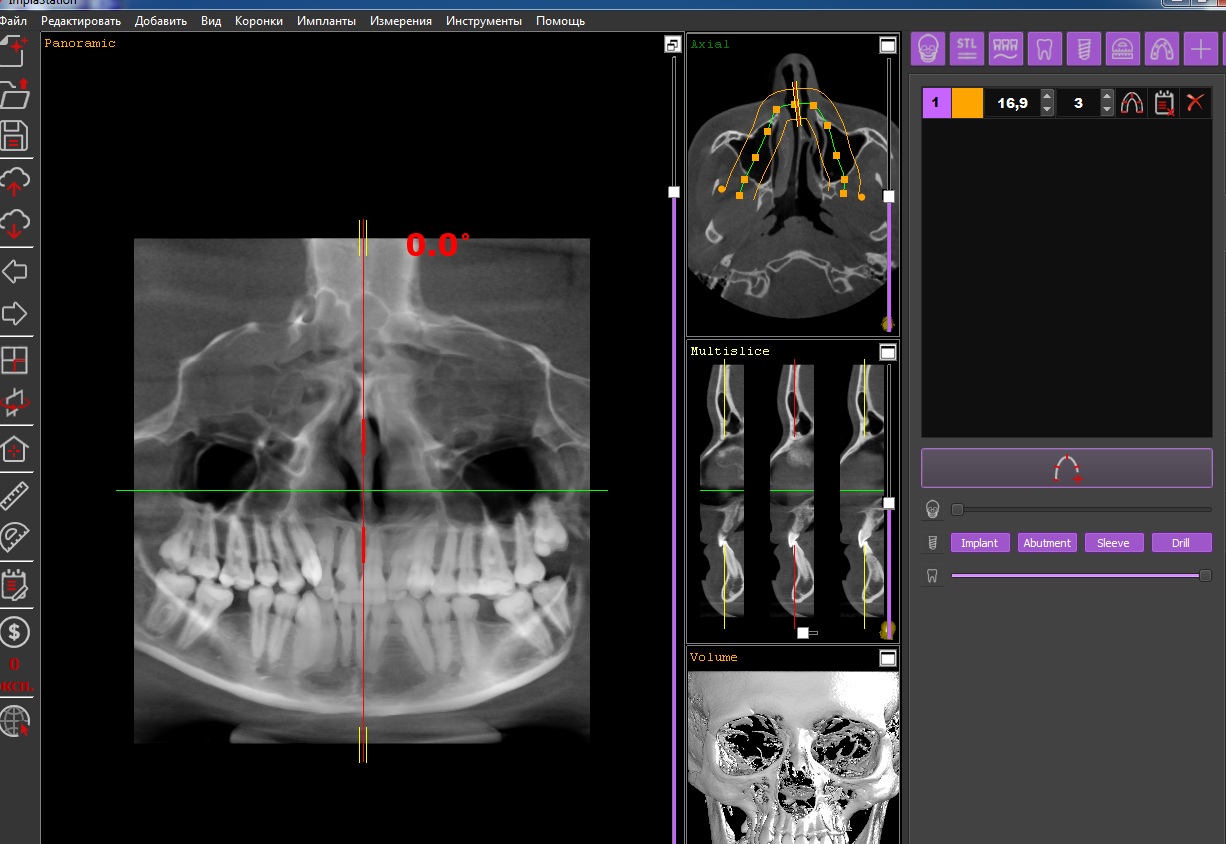 ImplaStation
Файл Редактировать Добавить Вид Коронки Импланты Измерения Инструменты Помощь
Panoramic
0.0°
Axial
Multislice
Volume
STL
1 16,9 3
Implant Abutment Sleeve Drill
$
0
эксп.